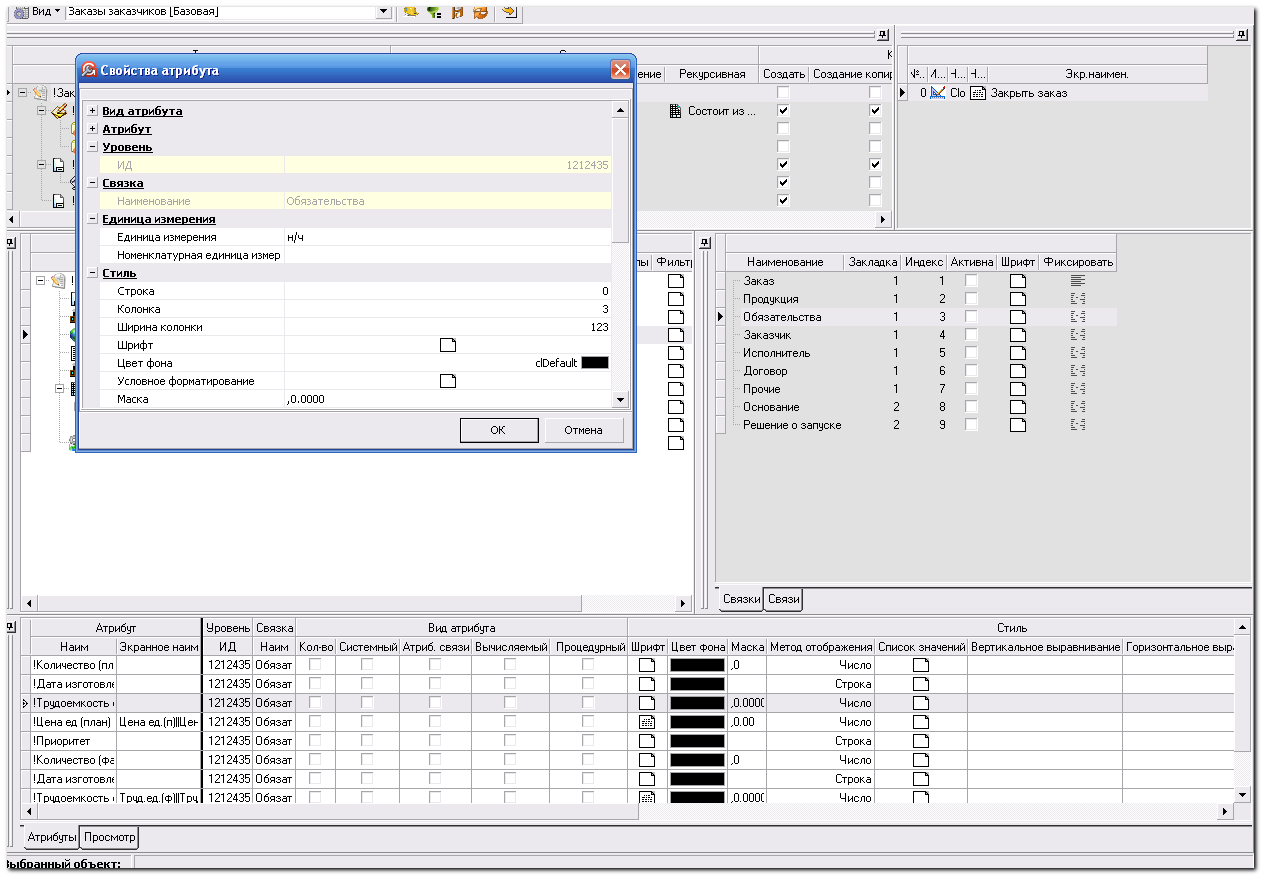 Вид Заказы заказчиков [Базовая]
Свойства атрибута
Рекурсивная Создать
№.. И... Н... Ч... Экр.наимен.
!Зак
Состоит из ...
0 Clo Закрыть заказ
Вид атрибута
Атрибут
Уровень
ИД 1212435
Связка
Наименование Обязательства
Единица измерения
Единица измерения н/ч
Номенклатурная единица измер
Стиль
Строка 0
Колонка 3
Ширина колонки 123
Шрифт
Цвет фона clDefault
Условное форматирование
Маска ,0.0000
ОК Отмена
Наименование Закладка Индекс Активна Шрифт Фиксировать
Заказ 1 1
Продукция 1 2
Обязательства 1 3
Заказчик 1 4
Исполнитель 1 5
Договор 1 6
Прочие 1 7
Основание 2 8
Решение о запуске 2 9
Связки Связи
Атрибут Уровень Связка Вид атрибута Стиль
Наим Экранное наим ИД Наим Кол-во Системный Атриб. связи Вычисляемый Процедурный Шрифт Цвет фона Маска Метод отображения Список значений Вертикальное выравнивание Горизонтальное выра
!Количество (пл 1212435 Обязат ,0 Число
!Дата изготовле 1212435 Обязат Строка
!Трудоемкость 1212435 Обязат ,0.0000 Число
!Цена ед (план) Цена ед.(п)||Цен 1212435 Обязат ,0.00 Число
!Приоритет 1212435 Обязат Строка
!Количество (фа 1212435 Обязат ,0 Число
!Дата изготовле 1212435 Обязат Строка
!Трудоемкость Труд.ед.(ф)||Тру 1212435 Обязат ,0.0000 Число
Атрибуты Просмотр
Выбранный объект: